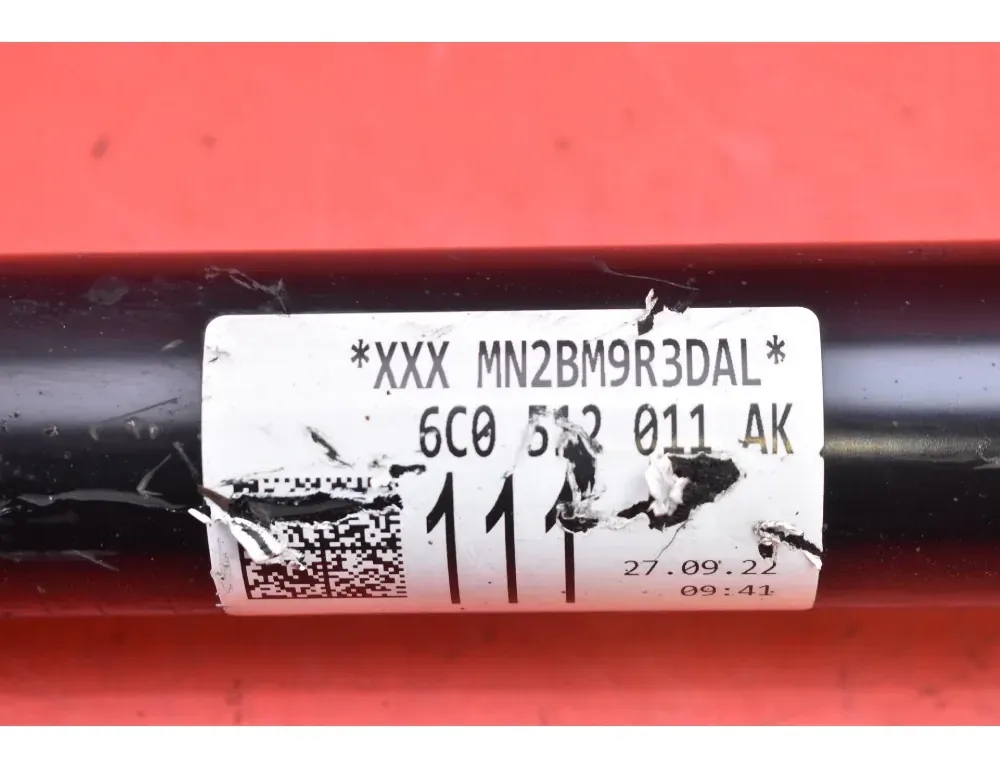 *XXX MN2BM9R3DAL*
6C0 512 011 AK
111
27.09.22
09:41